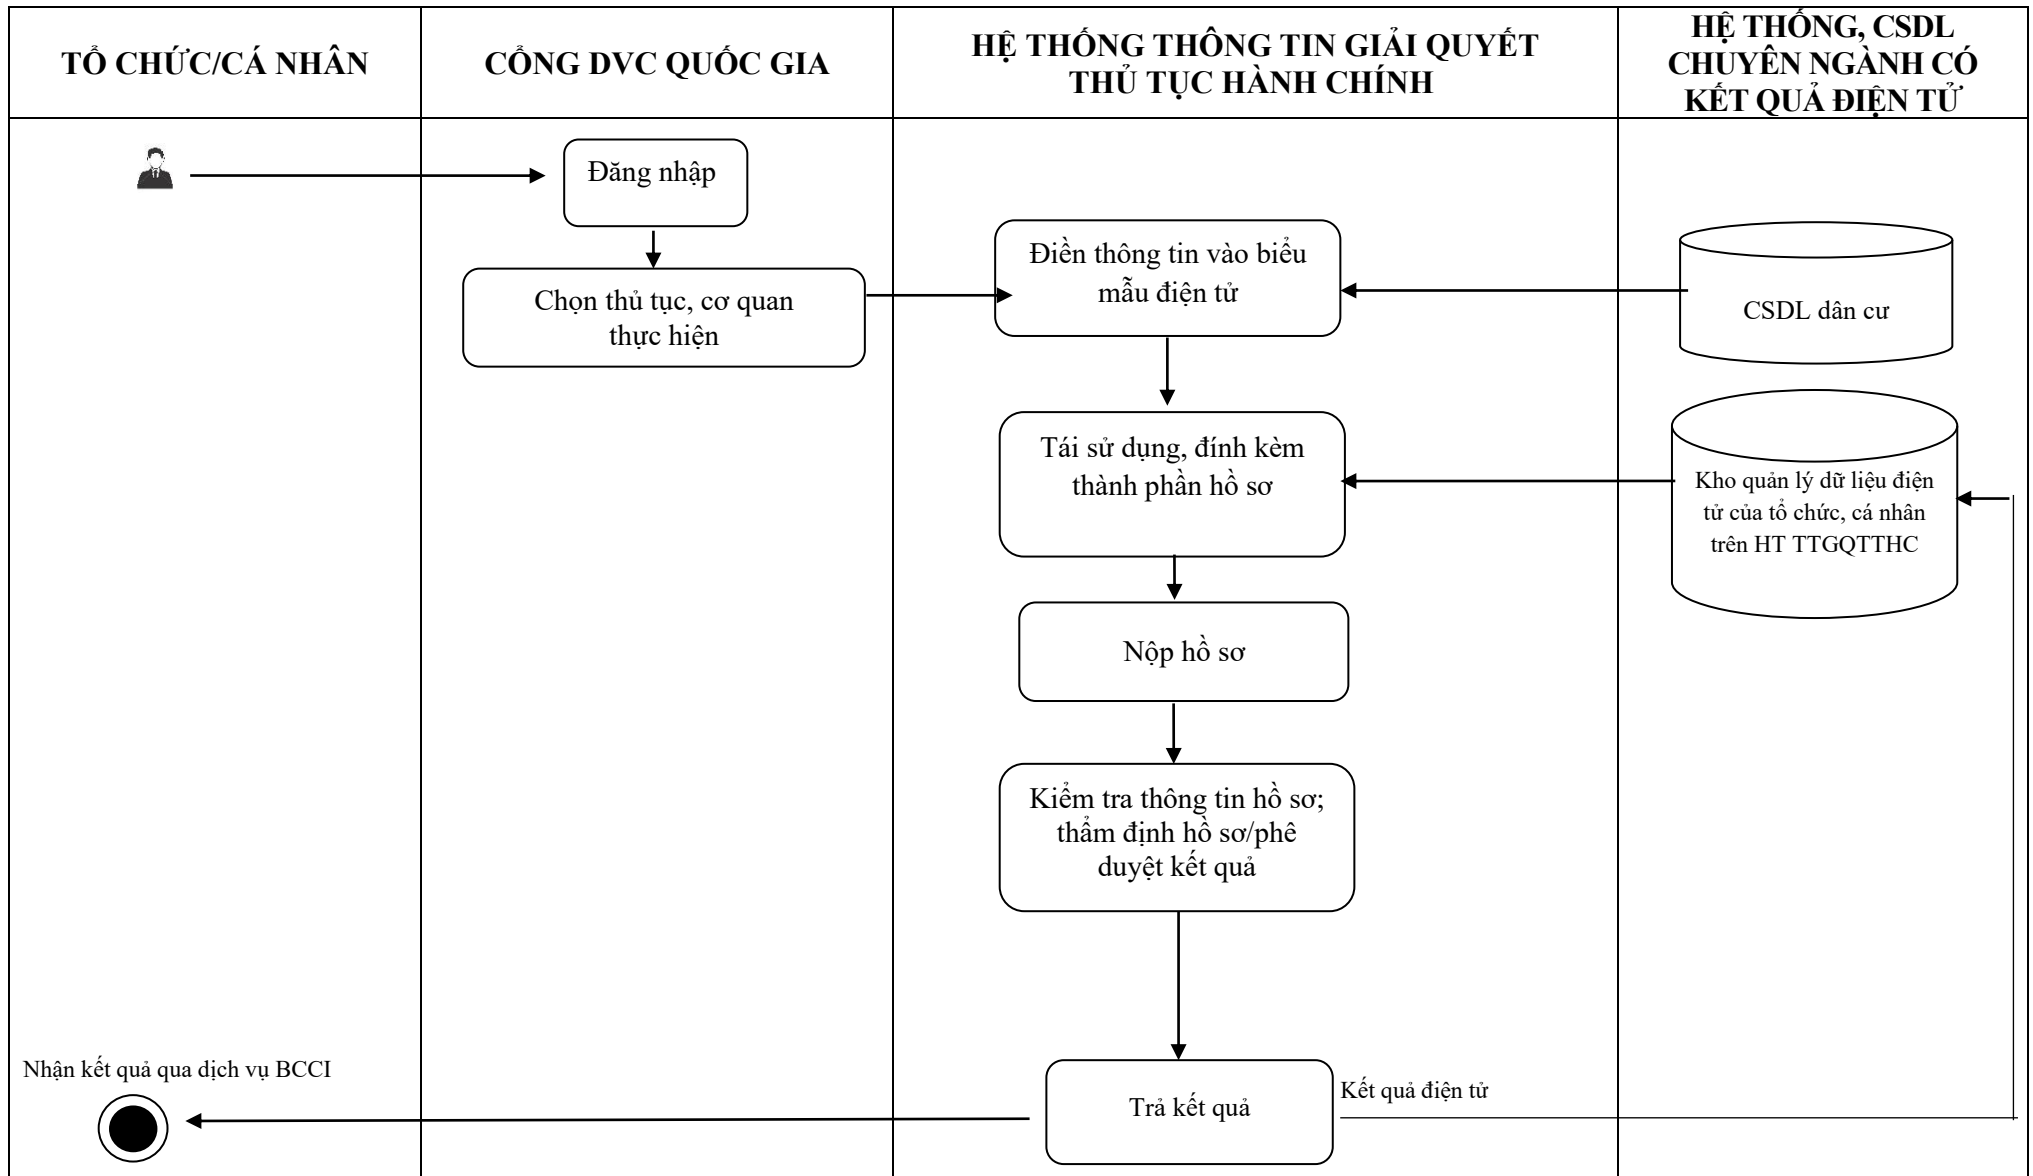 TỔ CHỨC/CÁ NHÂN
CỔNG DVC QUỐC GIA
HỆ THỐNG THÔNG TIN GIẢI QUYẾT
THỦ TỤC HÀNH CHÍNH
HỆ THỐNG, CSDL
CHUYÊN NGÀNH CÓ
KẾT QUẢ ĐIỆN TỬ
Đăng nhập
Chọn thủ tục, cơ quan
thực hiện
Điền thông tin vào biểu
mẫu điện tử
CSDL dân cư
Tái sử dụng, đính kèm
thành phần hồ sơ
Kho quản lý dữ liệu điện
tử của tổ chức, cá nhân
trên HT TTGQTTHC
Nộp hồ sơ
Kiểm tra thông tin hồ sơ;
thẩm định hồ sơ/phê
duyệt kết quả
Nhận kết quả qua dịch vụ BCCI
Trả kết quả
Kết quả điện tử